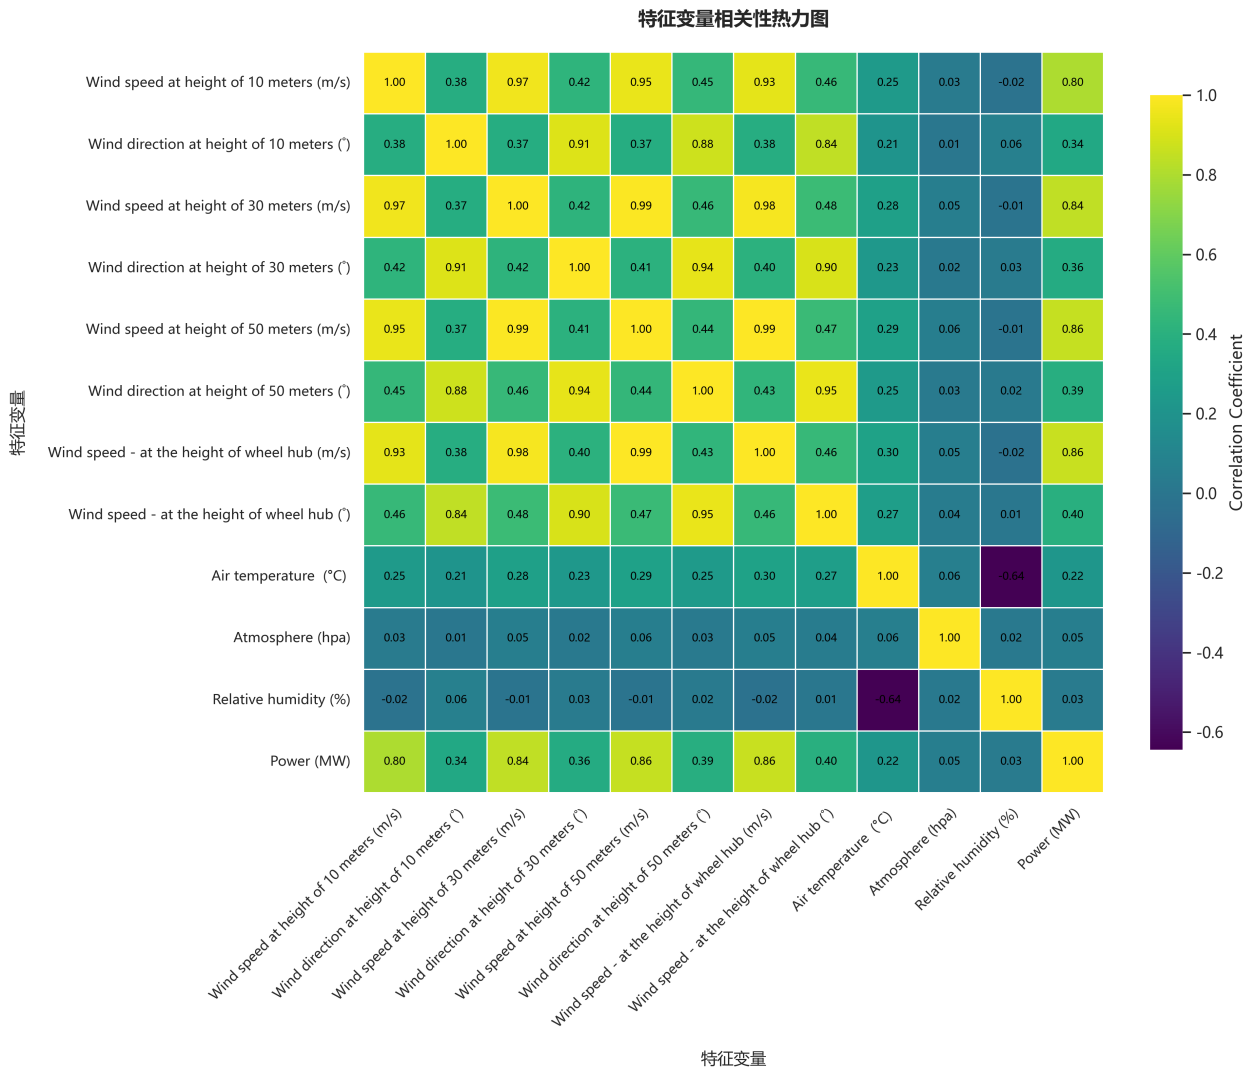 特征变量相关性热力图
Wind speed at height of 10 meters (m/s) 1.00 0.38 0.97 0.42 0.95 0.45 0.93 0.46 0.25 0.03 -0.02 0.80
Wind direction at height of 10 meters (˚) 0.38 1.00 0.37 0.91 0.37 0.88 0.38 0.84 0.21 0.01 0.06 0.34
Wind speed at height of 30 meters (m/s) 0.97 0.37 1.00 0.42 0.99 0.46 0.98 0.48 0.28 0.05 -0.01 0.84
Wind direction at height of 30 meters (˚) 0.42 0.91 0.42 1.00 0.41 0.94 0.40 0.90 0.23 0.02 0.03 0.36
Wind speed at height of 50 meters (m/s) 0.95 0.37 0.99 0.41 1.00 0.44 0.99 0.47 0.29 0.06 -0.01 0.86
Wind direction at height of 50 meters (˚) 0.45 0.88 0.46 0.94 0.44 1.00 0.43 0.95 0.25 0.03 0.02 0.39
Wind speed - at the height of wheel hub (m/s) 0.93 0.38 0.98 0.40 0.99 0.43 1.00 0.46 0.30 0.05 -0.02 0.86
Wind speed - at the height of wheel hub (˚) 0.46 0.84 0.48 0.90 0.47 0.95 0.46 1.00 0.27 0.04 0.01 0.40
Air temperature  (°C) 0.25 0.21 0.28 0.23 0.29 0.25 0.30 0.27 1.00 0.06 -0.64 0.22
Atmosphere (hpa) 0.03 0.01 0.05 0.02 0.06 0.03 0.05 0.04 0.06 1.00 0.02 0.05
Relative humidity (%) -0.02 0.06 -0.01 0.03 -0.01 0.02 -0.02 0.01 -0.64 0.02 1.00 0.03
Power (MW) 0.80 0.34 0.84 0.36 0.86 0.39 0.86 0.40 0.22 0.05 0.03 1.00
特征变量
Wind speed at height of 10 meters (m/s)
Wind direction at height of 10 meters (˚)
Wind speed at height of 30 meters (m/s)
Wind direction at height of 30 meters (˚)
Wind speed at height of 50 meters (m/s)
Wind direction at height of 50 meters (˚)
Wind speed - at the height of wheel hub (m/s)
Wind speed - at the height of wheel hub (˚)
Air temperature  (°C)
Atmosphere (hpa)
Relative humidity (%)
Power (MW)
特征变量
1.0
0.8
0.6
0.4
0.2
0.0
-0.2
-0.4
-0.6
Correlation Coefficient